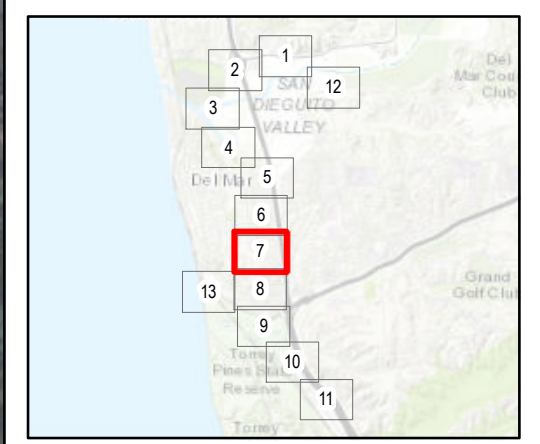 1
2
Del
Mar Coun
Club
SAN
DIEGUITO
VALLEY
12
3
4
Del Mar
5
6
7
Grand
Golf Club
13
8
9
Torrey
Pines State
Reserve
10
11
Torrey